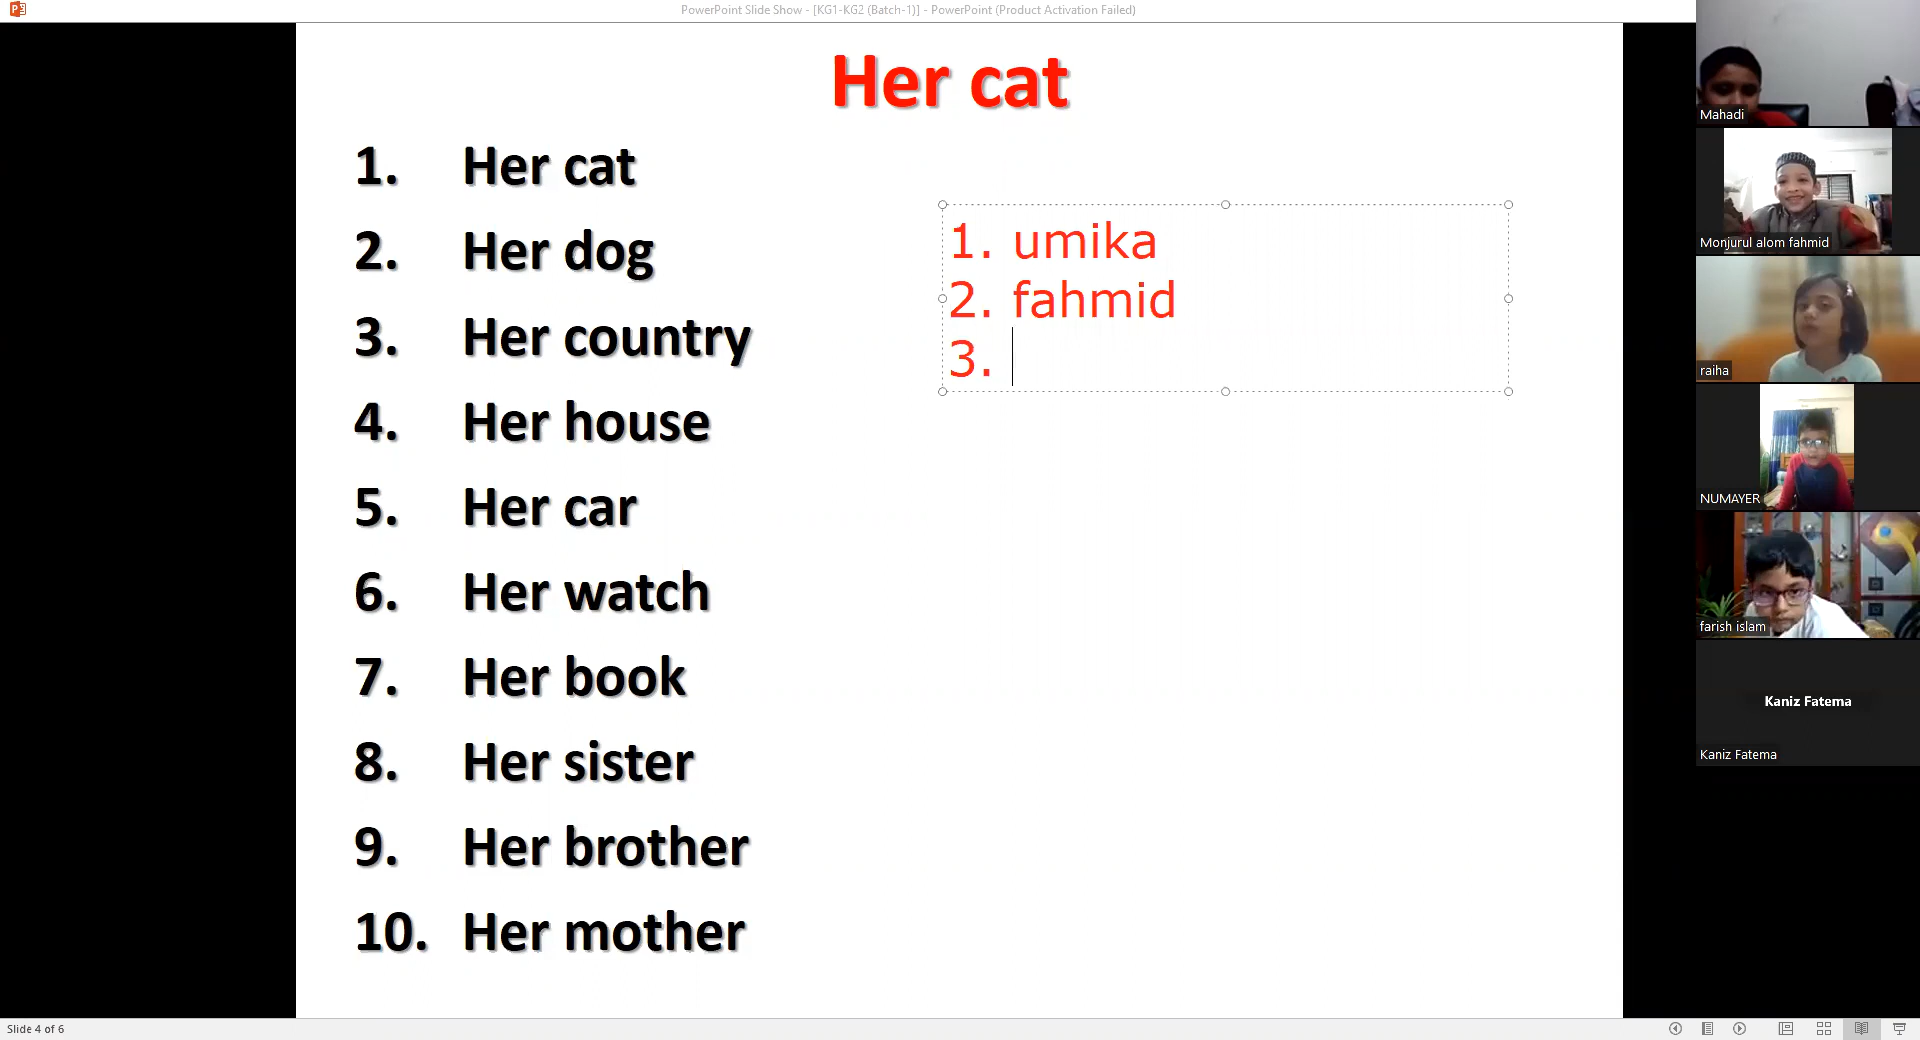 PowerPoint Slide Show - [KG1-KG2 (Batch-1)] - PowerPoint (Product Activation Failed)
Her cat
1. Her cat
2. Her dog
3. Her country
4. Her house
5. Her car
6. Her watch
7. Her book
8. Her sister
9. Her brother
10. Her mother
1. umika
2. fahmid
3.
Mahadi
Monjurul alom fahmid
raiha
NUMAYER
farish islam
Kaniz Fatema
Kaniz Fatema
Slide 4 of 6